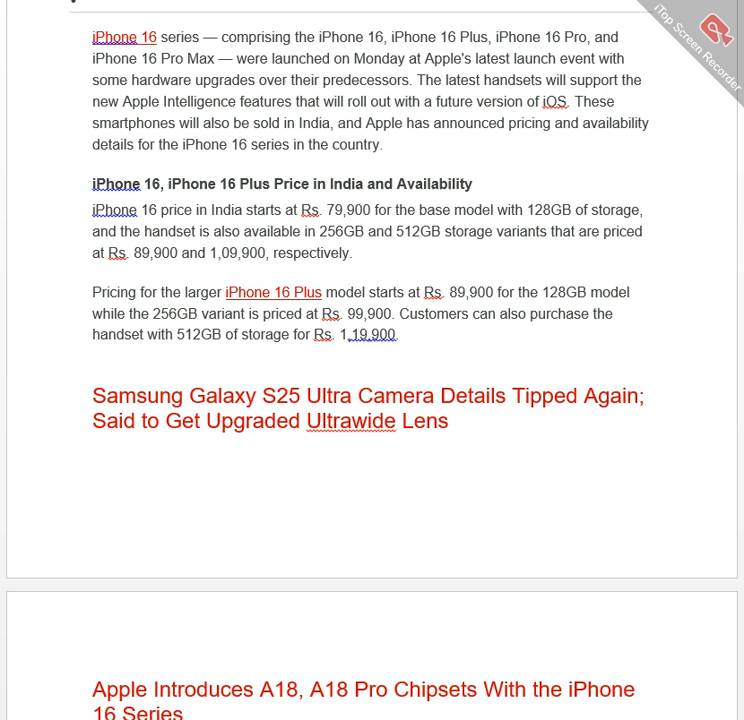 iTop Screen Recorder
iPhone 16 series — comprising the iPhone 16, iPhone 16 Plus, iPhone 16 Pro, and
iPhone 16 Pro Max — were launched on Monday at Apple's latest launch event with
some hardware upgrades over their predecessors. The latest handsets will support the
new Apple Intelligence features that will roll out with a future version of iOS. These
smartphones will also be sold in India, and Apple has announced pricing and availability
details for the iPhone 16 series in the country.
iPhone 16, iPhone 16 Plus Price in India and Availability
iPhone 16 price in India starts at Rs. 79,900 for the base model with 128GB of storage,
and the handset is also available in 256GB and 512GB storage variants that are priced
at Rs. 89,900 and 1,09,900, respectively.
Pricing for the larger iPhone 16 Plus model starts at Rs. 89,900 for the 128GB model
while the 256GB variant is priced at Rs. 99,900. Customers can also purchase the
handset with 512GB of storage for Rs. 1,19,900.
Samsung Galaxy S25 Ultra Camera Details Tipped Again;
Said to Get Upgraded Ultrawide Lens
Apple Introduces A18, A18 Pro Chipsets With the iPhone
16 Series